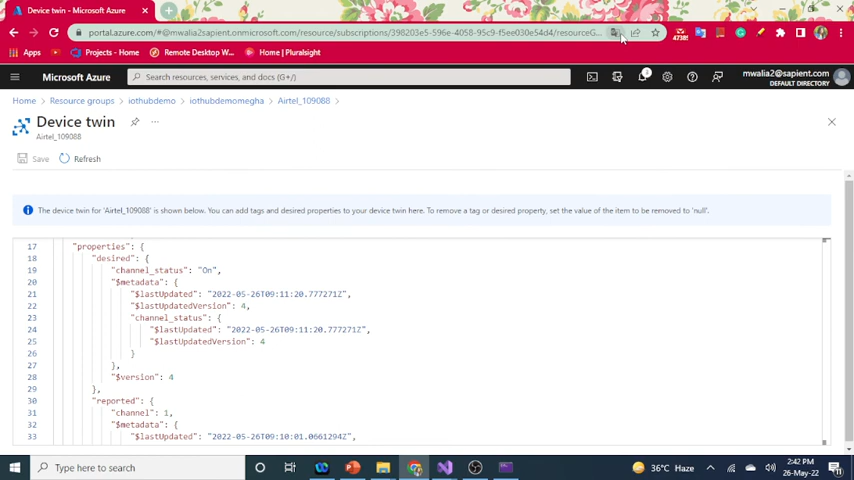 Device twin - Microsoft Azure
portal.azure.com/#@mwalia2sapient.onmicrosoft.com/resource/subscriptions/398203e5-596e-4058-95c9-f5ee030e54d4/resourceG...
Apps
Projects - Home
Remote Desktop W...
Home | Pluralsight
Microsoft Azure
Search resources, services, and docs (G+/)
2
mwalia2@sapient.com
DEFAULT DIRECTORY
Home > Resource groups > iothubdemo > iothubdemomegha > Airtel_109088 >
Device twin
...
Airtel_109088
Save
Refresh
The device twin for 'Airtel_109088' is shown below. You can add tags and desired properties to your device twin here. To remove a tag or desired property, set the value of the item to be removed to 'null'.
17 "properties": {
18 "desired": {
19 "channel_status": "On",
20 "$metadata": {
21 "$lastUpdated": "2022-05-26T09:11:20.777271Z",
22 "$lastUpdatedVersion": 4,
23 "channel_status": {
24 "$lastUpdated": "2022-05-26T09:11:20.777271Z",
25 "$lastUpdatedVersion": 4
26 }
27 },
28 "$version": 4
29 },
30 "reported": {
31 "channel": 1,
32 "$metadata": {
33 "$lastUpdated": "2022-05-26T09:10:01.0661294Z",
Type here to search
36°C Haze
2:42 PM
26-May-22